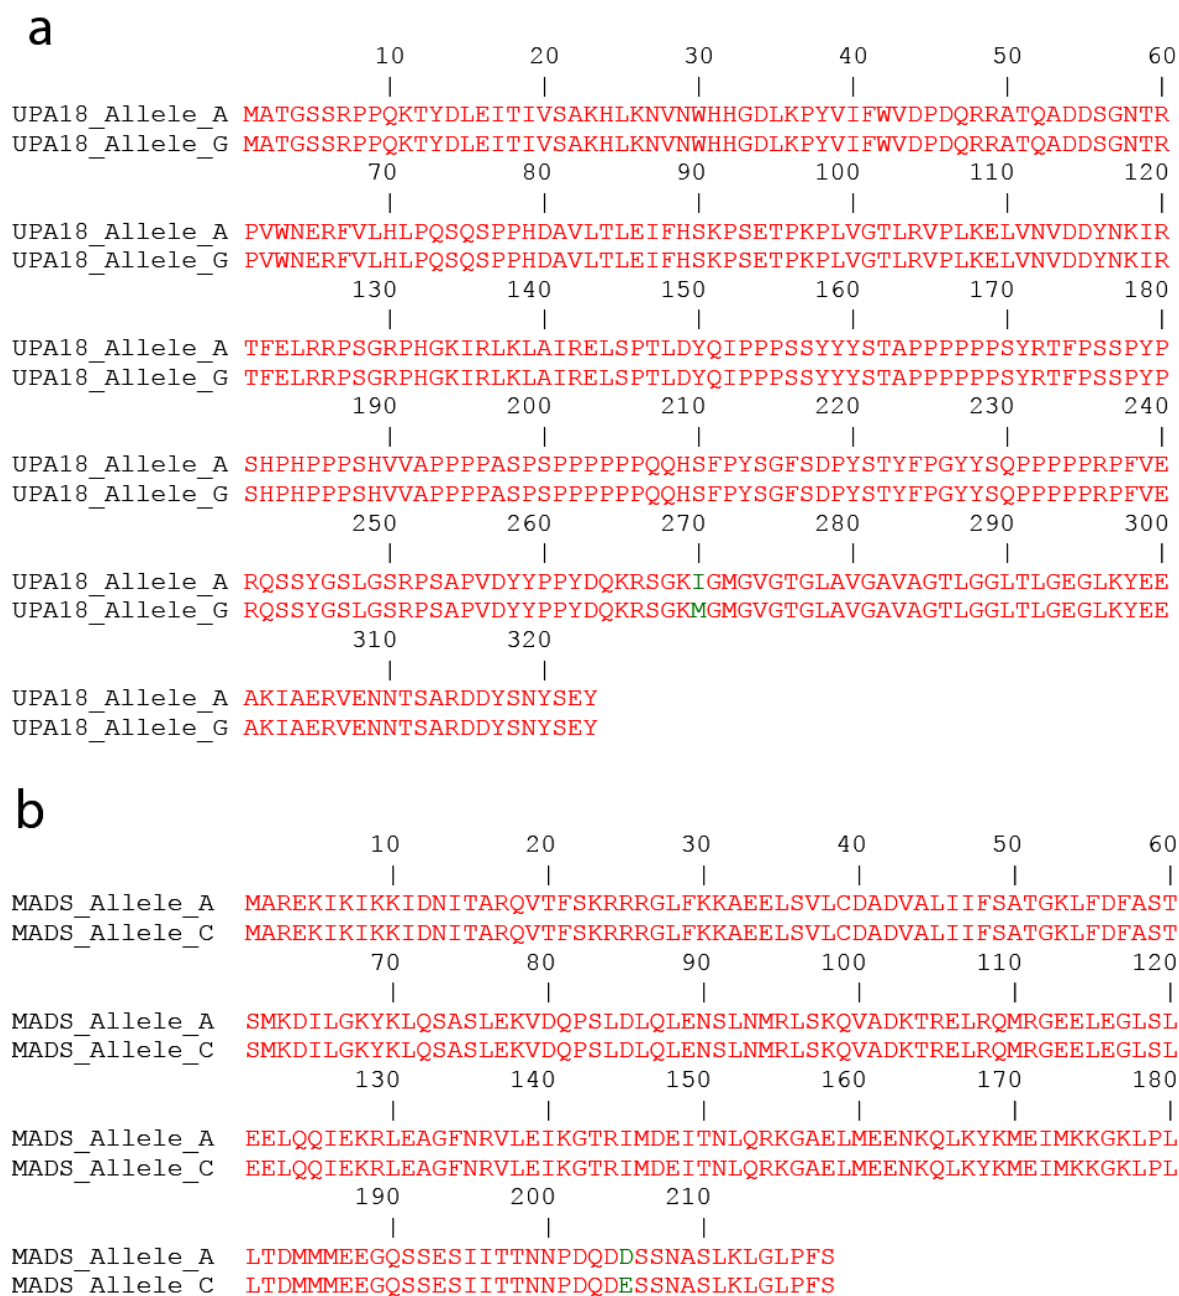 a
10 20 30 40 50 60
| | | | | |
UPA18_Allele_A MATGSSRPPQKTYDLEITIVSAKHLKNVNWHHGDLKPYVIFWVDPDQRRATQADDSGNTR
UPA18_Allele_G MATGSSRPPQKTYDLEITIVSAKHLKNVNWHHGDLKPYVIFWVDPDQRRATQADDSGNTR
70 80 90 100 110 120
| | | | | |
UPA18_Allele_A PVWNERFVLHLPQSQSPPHDAVLTLEIFHSKPSETPKPLVGTLRVPLKELVNVDDYNKIR
UPA18_Allele_G PVWNERFVLHLPQSQSPPHDAVLTLEIFHSKPSETPKPLVGTLRVPLKELVNVDDYNKIR
130 140 150 160 170 180
| | | | | |
UPA18_Allele_A TFELRRPSGRPHGKIRLKLAIRELSPTLDYQIPPPSSYYYSTAPPPPPPSYRTFPSSPYP
UPA18_Allele_G TFELRRPSGRPHGKIRLKLAIRELSPTLDYQIPPPSSYYYSTAPPPPPPSYRTFPSSPYP
190 200 210 220 230 240
| | | | | |
UPA18_Allele_A SHPHPPPSHVVAPPPPASPSPPPPPPQQHSFPYSGFSDPYSTYFPGYYSQPPPPPRPFVE
UPA18_Allele_G SHPHPPPSHVVAPPPPASPSPPPPPPQQHSFPYSGFSDPYSTYFPGYYSQPPPPPRPFVE
250 260 270 280 290 300
| | | | | |
UPA18_Allele_A RQSSYGSLGSRPSAPVDYYPPYDQKRSGKIGMGVGTGLAVGAVAGTLGGLTLGEGLKYEE
UPA18_Allele_G RQSSYGSLGSRPSAPVDYYPPYDQKRSGKMGMGVGTGLAVGAVAGTLGGLTLGEGLKYEE
310 320
| |
UPA18_Allele_A AKIAERVENNTSARDDYSNYSEY
UPA18_Allele_G AKIAERVENNTSARDDYSNYSEY
b
10 20 30 40 50 60
| | | | | |
MADS_Allele_A MAREKIKIKKIDNITARQVTFSKRRRGLFKKAEELSVLCDADVALIIFSATGKLFDFAST
MADS_Allele_C MAREKIKIKKIDNITARQVTFSKRRRGLFKKAEELSVLCDADVALIIFSATGKLFDFAST
70 80 90 100 110 120
| | | | | |
MADS_Allele_A SMKDILGKYKLQSASLEKVDQPSLDLQLENSLNMRLSKQVADKTRELRQMRGEELEGLSL
MADS_Allele_C SMKDILGKYKLQSASLEKVDQPSLDLQLENSLNMRLSKQVADKTRELRQMRGEELEGLSL
130 140 150 160 170 180
| | | | | |
MADS_Allele_A EELQQIEKRLEAGFNRVLEIKGTRIMDEITNLQRKGAELMEENKQLKYKMEIMKKGKLPL
MADS_Allele_C EELQQIEKRLEAGFNRVLEIKGTRIMDEITNLQRKGAELMEENKQLKYKMEIMKKGKLPL
190 200 210
| | |
MADS_Allele_A LTDMMMEEGQSSESIITTNNPDQDDSSNASLKLGLPFS
MADS_Allele_C LTDMMMEEGQSSESIITTNNPDQDESSNASLKLGLPFS